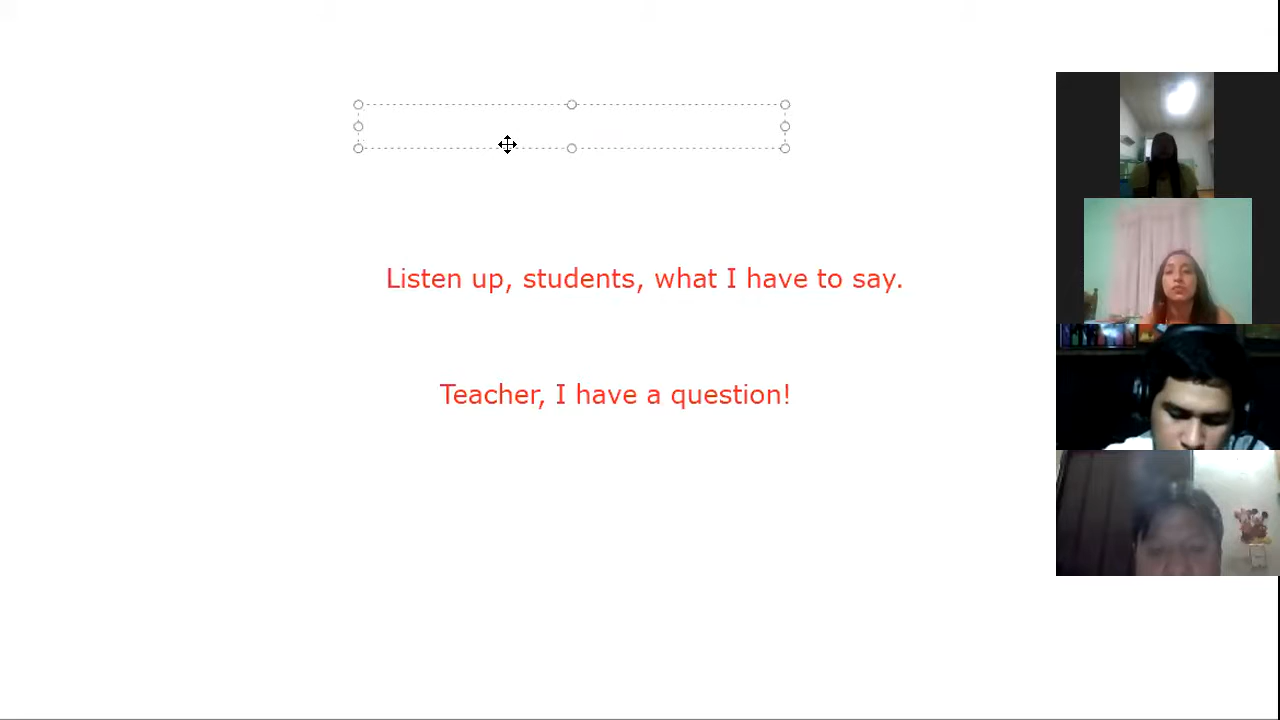 Listen up, students, what I have to say.
Teacher, I have a question!